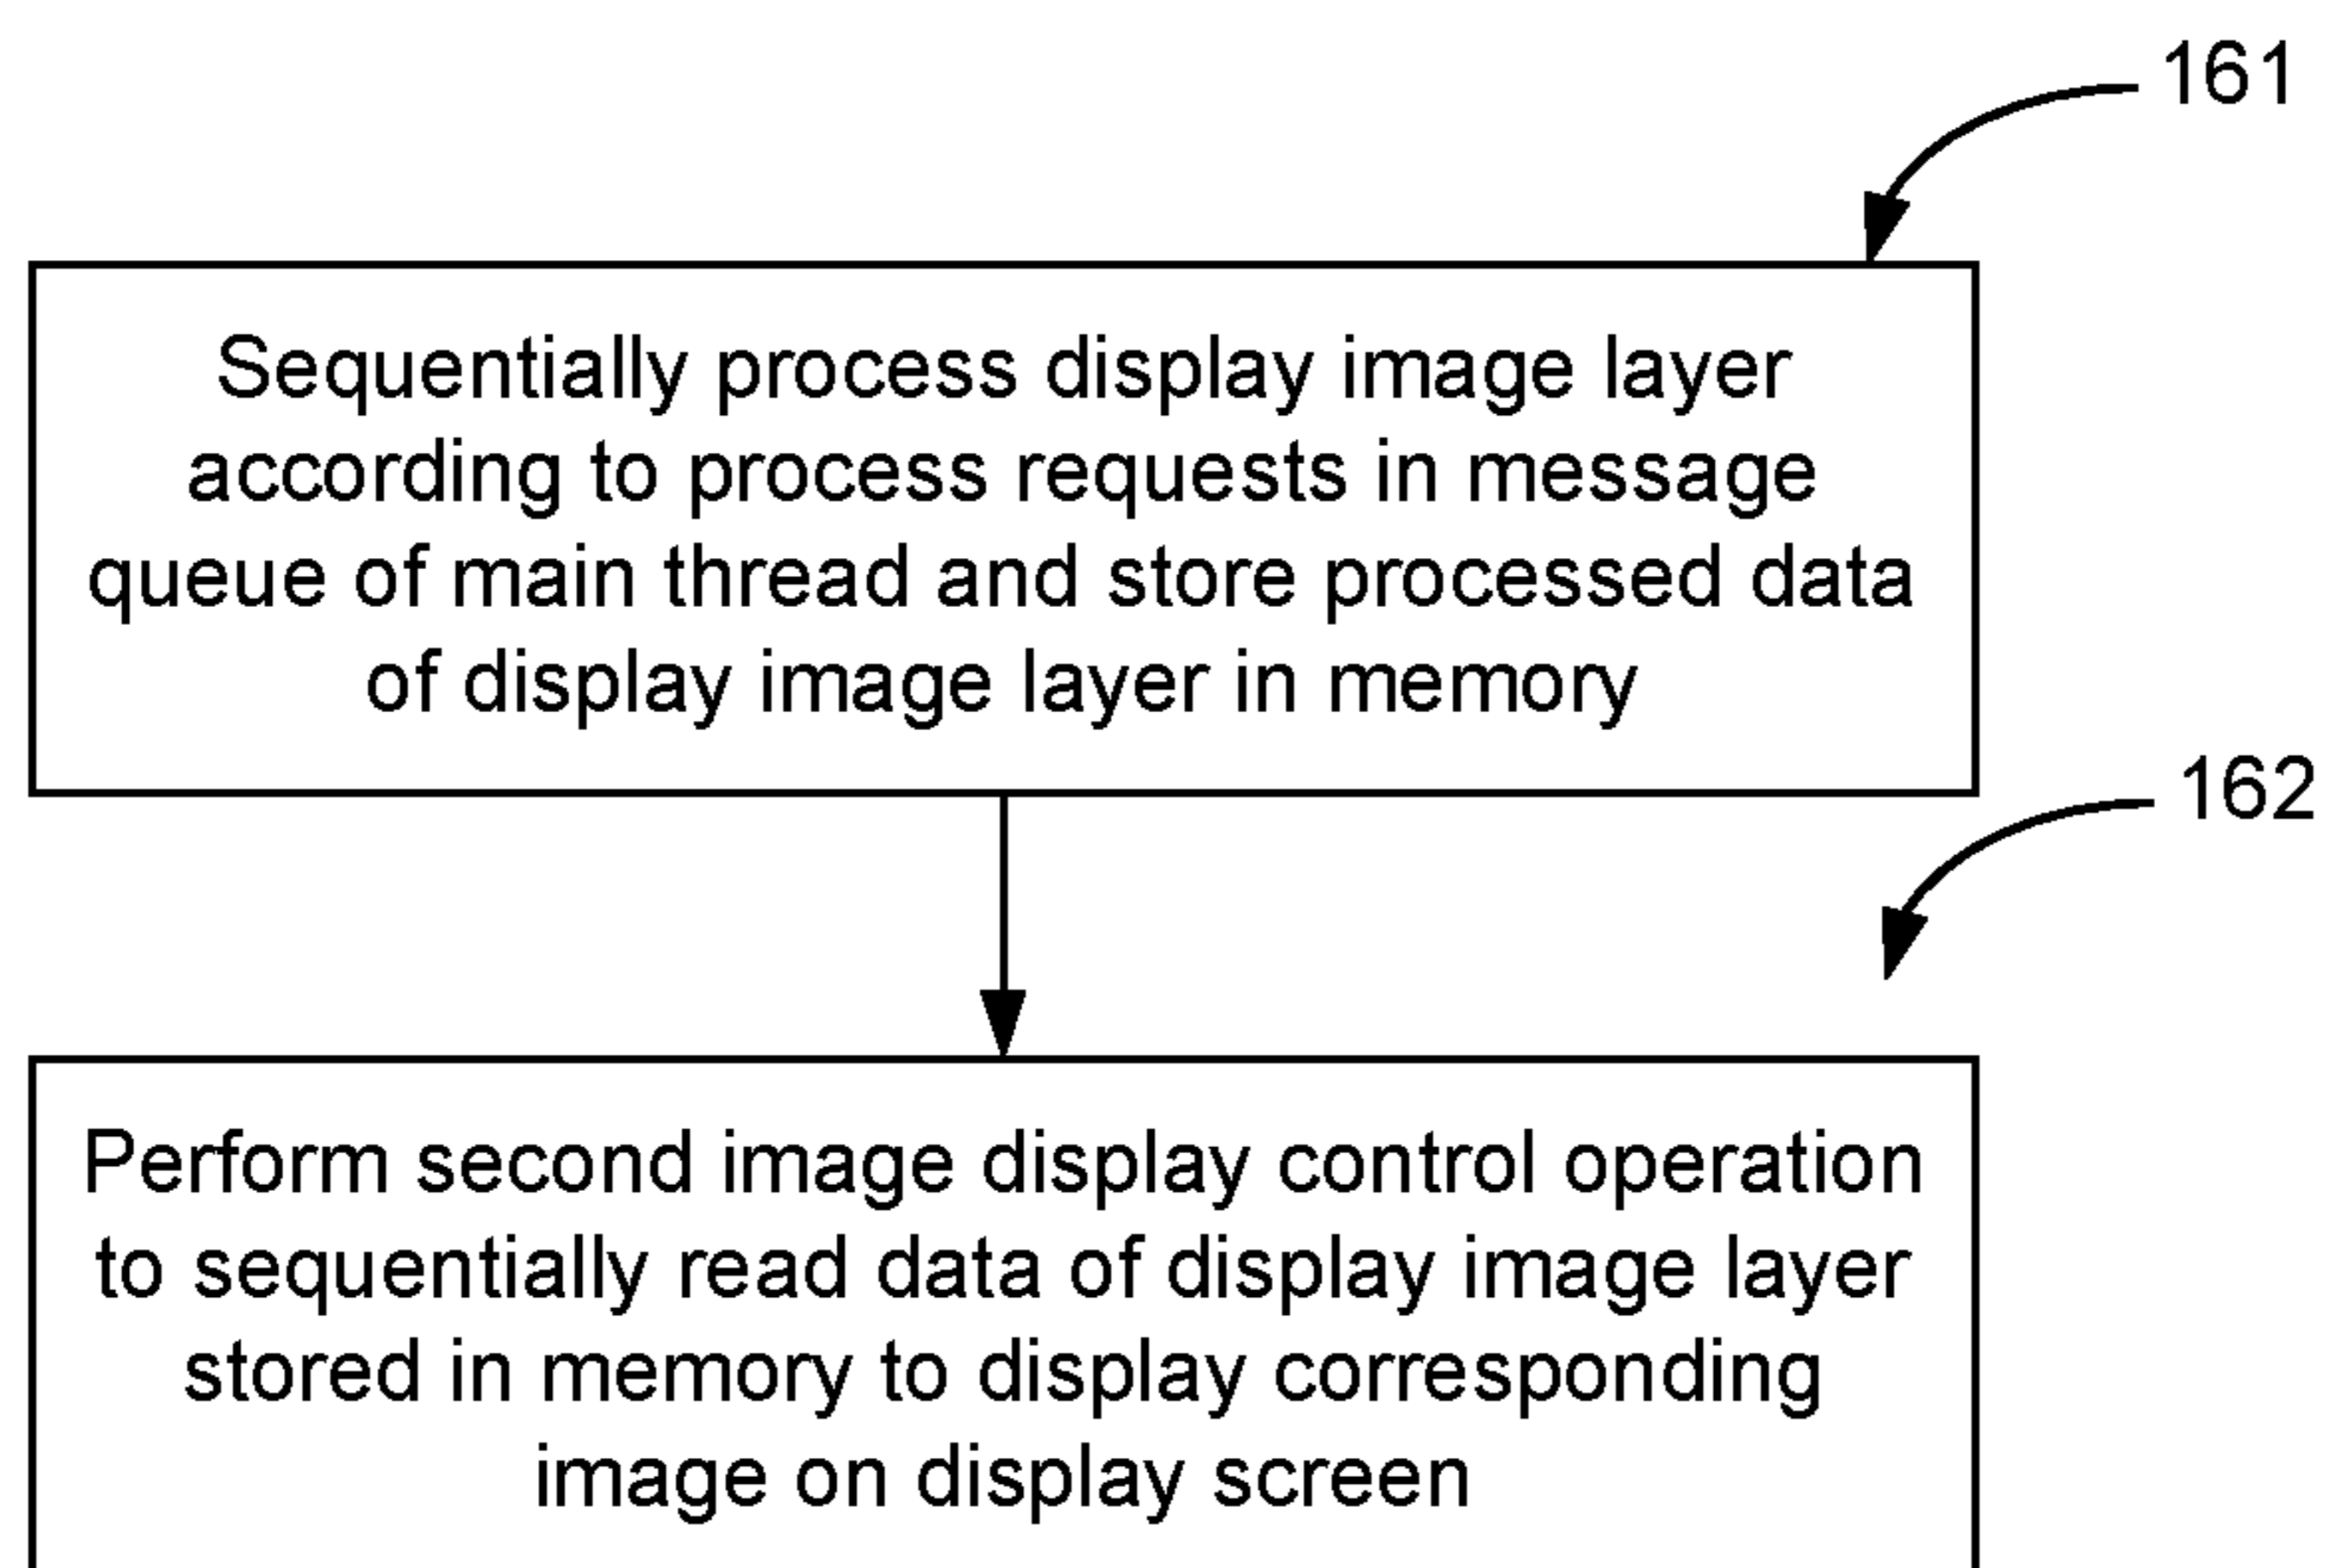 161
Sequentially process display image layer
according to process requests in message
queue of main thread and store processed data
of display image layer in memory
162
Perform second image display control operation
to sequentially read data of display image layer
stored in memory to display corresponding
image on display screen